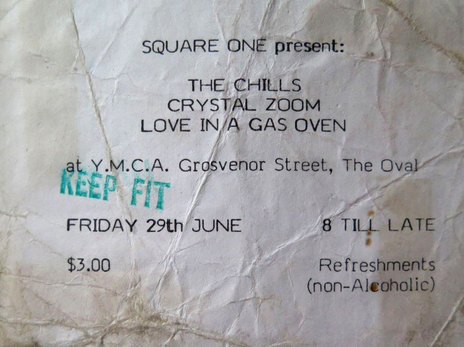 SQUARE ONE present:
THE CHILLS
CRYSTAL ZOOM
LOVE IN A GAS OVEN
at Y.M.C.A. Grosvenor Street, The Oval
KEEP FIT
FRIDAY 29th JUNE 8 TILL LATE
$3.00 Refreshments
(non-Alcoholic)